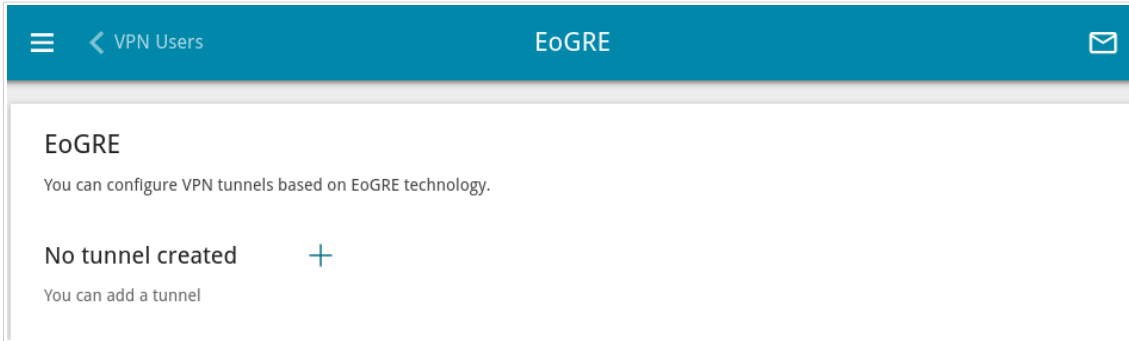 VPN Users
EoGRE
EoGRE
You can configure VPN tunnels based on EoGRE technology.
No tunnel created
You can add a tunnel